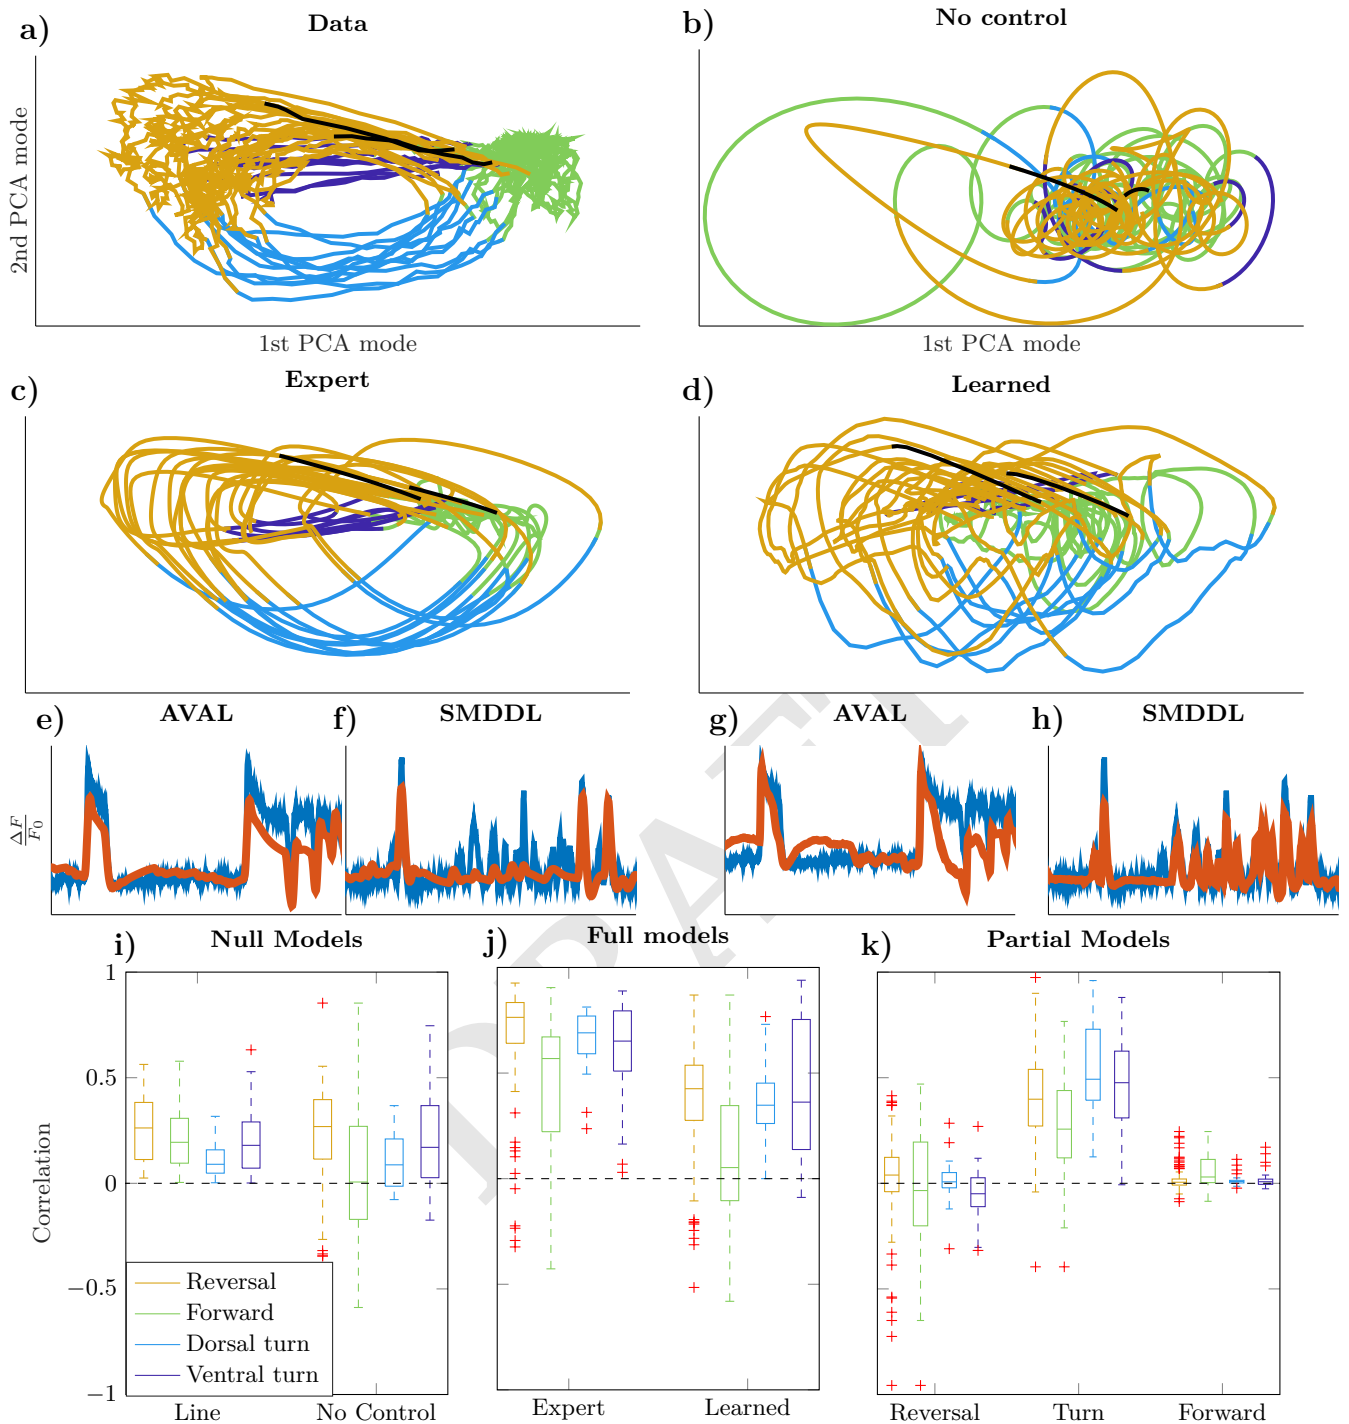 a)
Data
2nd PCA mode
1st PCA mode
b)
No control
1st PCA mode
c)
Expert
d)
Learned
e)
AVAL
f)
SMDDL
g)
AVAL
h)
SMDDL
ΔF
F0
DRAFT
i)
Null Models
j)
Full models
k)
Partial Models
Correlation
1
0.5
0
−0.5
−1
Reversal
Forward
Dorsal turn
Ventral turn
Line
No Control
Expert
Learned
Reversal
Turn
Forward